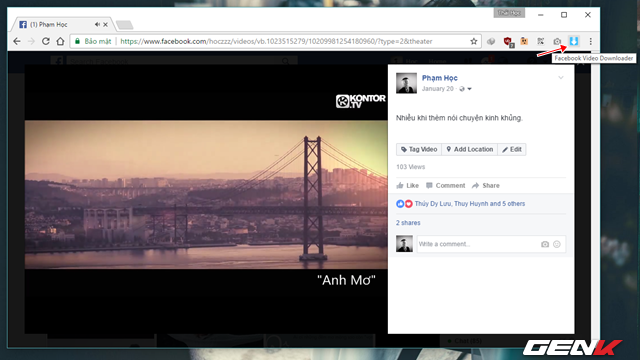 (1) Phạm Học
Thái Học
Bảo mật
https://www.facebook.com/hoczzz/videos/vb.1023515279/10209981254180960/?type=2&theater
Facebook Video Downloader
KONTOR
.TV
"Anh Mơ"
Phạm Học
January 20
Nhiều khi thèm nói chuyện kinh khủng.
Tag Video
Add Location
Edit
103 Views
Like
Comment
Share
Thúy Dy Lưu, Thuy Huynh and 5 others
2 shares
Write a comment...
GENK